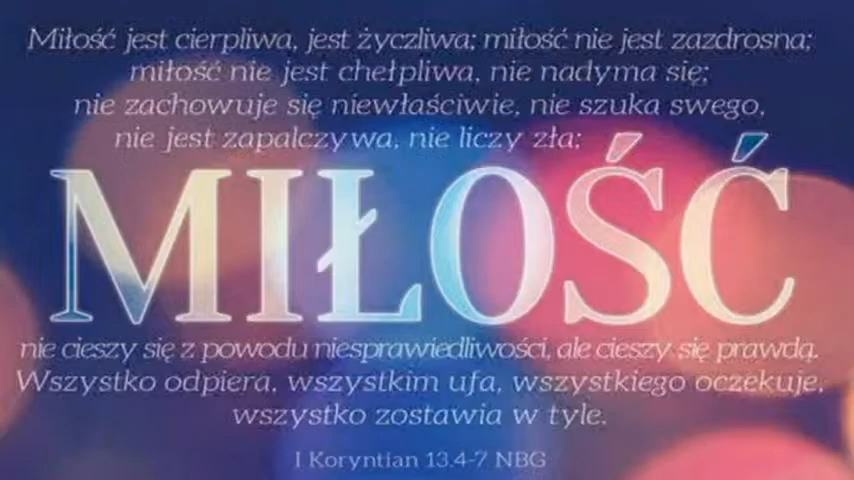 Miłość jest cierpliwa, jest życzliwa; miłość nie jest zazdrosna;
miłość nie jest chełpliwa, nie nadyma się;
nie zachowuje się niewłaściwie, nie szuka swego,
nie jest zapalczywa, nie liczy zła;
MIŁOŚĆ
nie cieszy się z powodu niesprawiedliwości, ale cieszy się prawdą.
Wszystko odpiera, wszystkim ufa, wszystkiego oczekuje,
wszystko zostawia w tyle.
I Koryntian 13.4-7 NBG